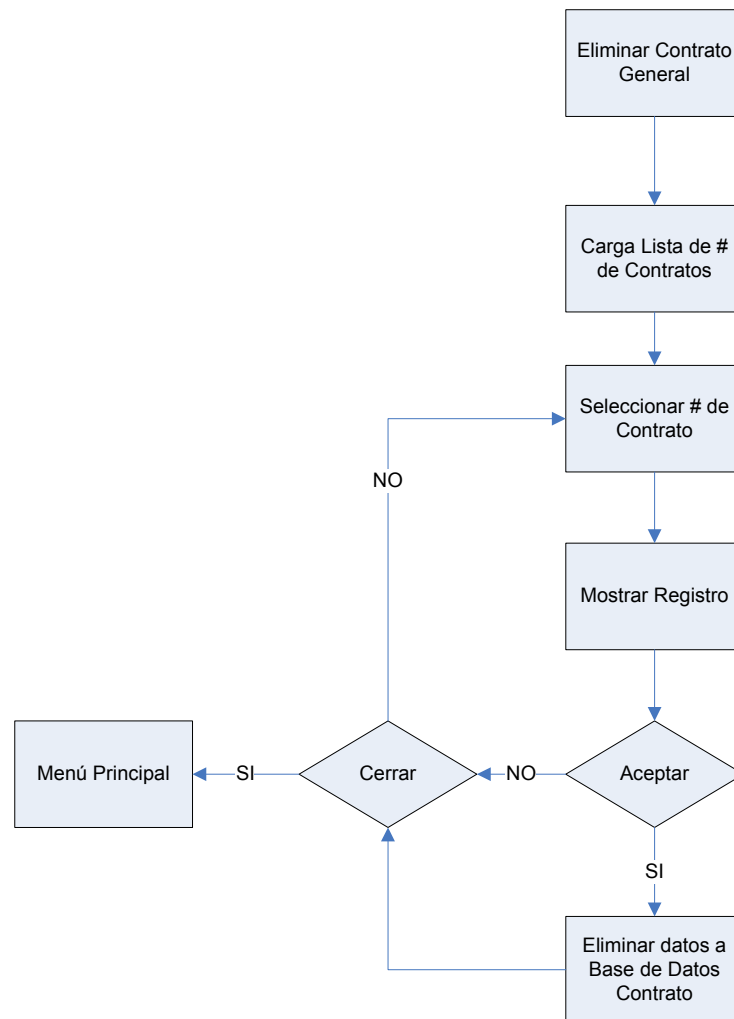 Eliminar Contrato
General
Carga Lista de #
de Contratos
Seleccionar # de
Contrato
NO
Mostrar Registro
Menú Principal
SI
Cerrar
NO
Aceptar
SI
Eliminar datos a
Base de Datos
Contrato